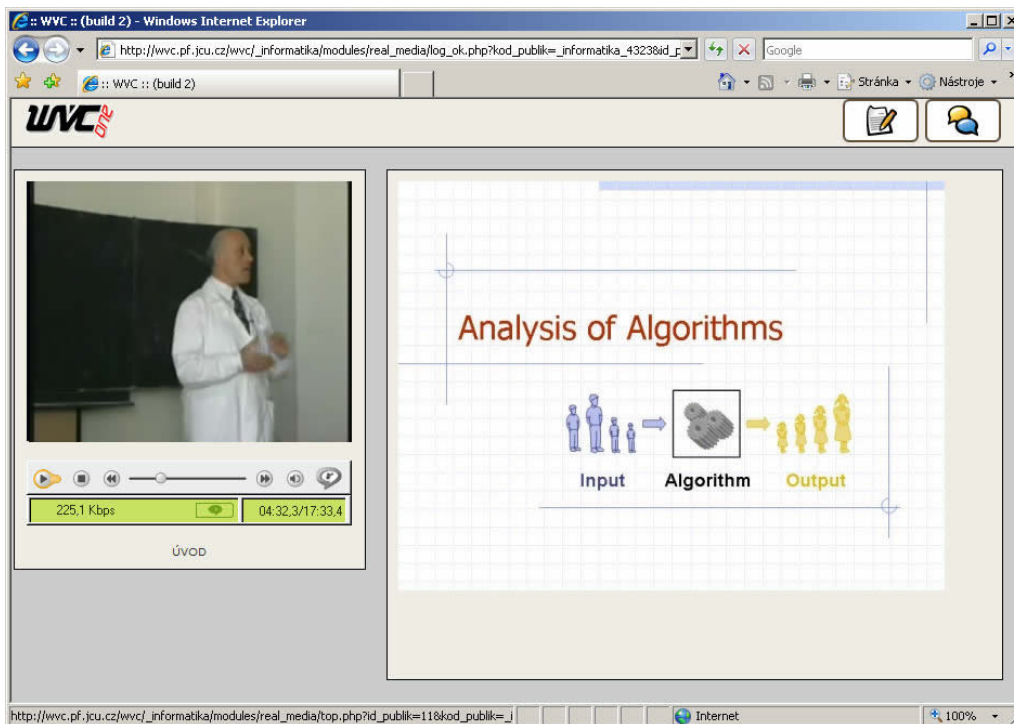 :: WVC :: (build 2) - Windows Internet Explorer
http://wvc.pf.jcu.cz/wvc/_informatika/modules/real_media/log_ok.php?kod_publik=_informatika_4323&id_p
Google
:: WVC :: (build 2)
Stránka
Nástroje
WVC one
Analysis of Algorithms
Input Algorithm Output
225,1 Kbps 04:32,3/17:33,4
ÚVOD
http://wvc.pf.jcu.cz/wvc/_informatika/modules/real_media/top.php?id_publik=11&kod_publik=_i
Internet
100%